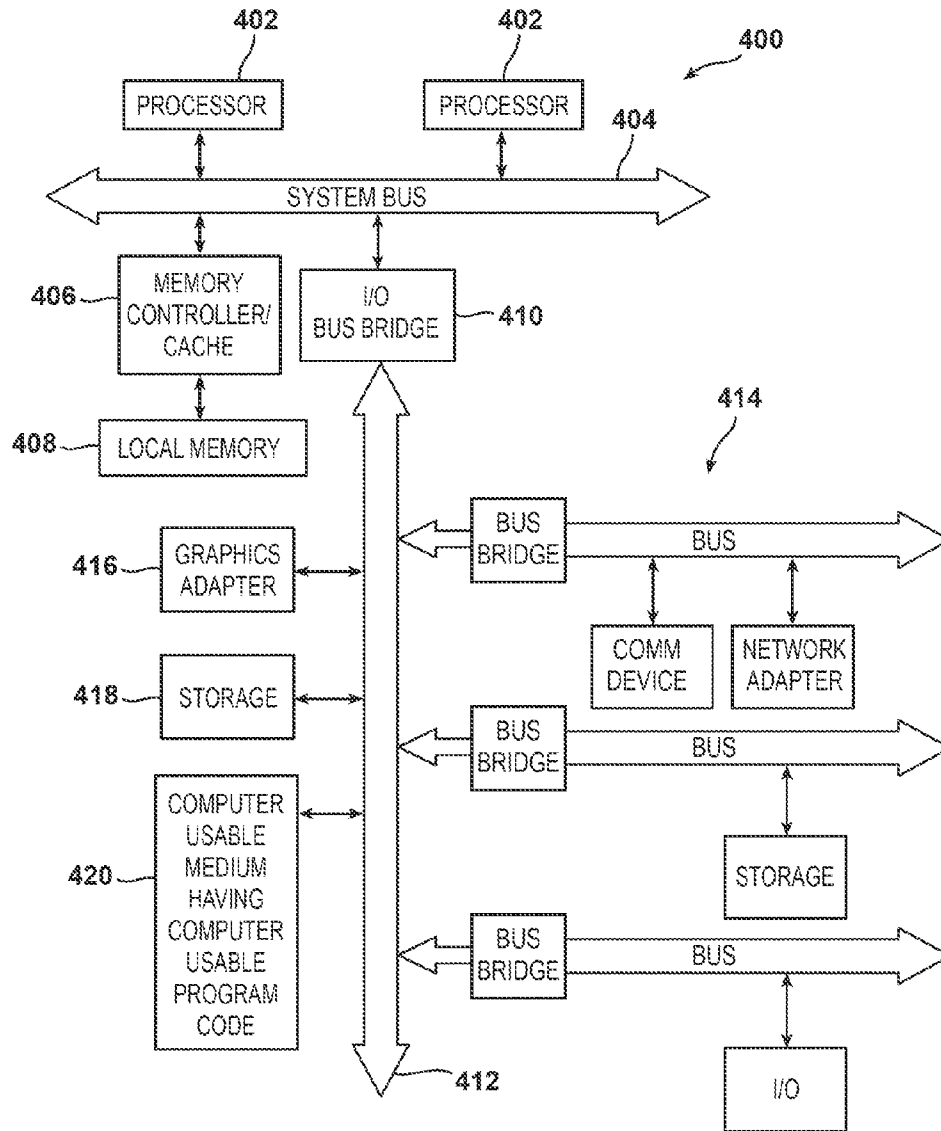 402
402
400
PROCESSOR
PROCESSOR
404
SYSTEM BUS
406
MEMORY
CONTROLLER/
CACHE
I/O
BUS BRIDGE
410
408
LOCAL MEMORY
414
BUS
BRIDGE
BUS
416
GRAPHICS
ADAPTER
COMM
DEVICE
NETWORK
ADAPTER
418
STORAGE
BUS
BRIDGE
BUS
420
COMPUTER
USABLE
MEDIUM
HAVING
COMPUTER
USABLE
PROGRAM
CODE
STORAGE
BUS
BRIDGE
BUS
412
I/O